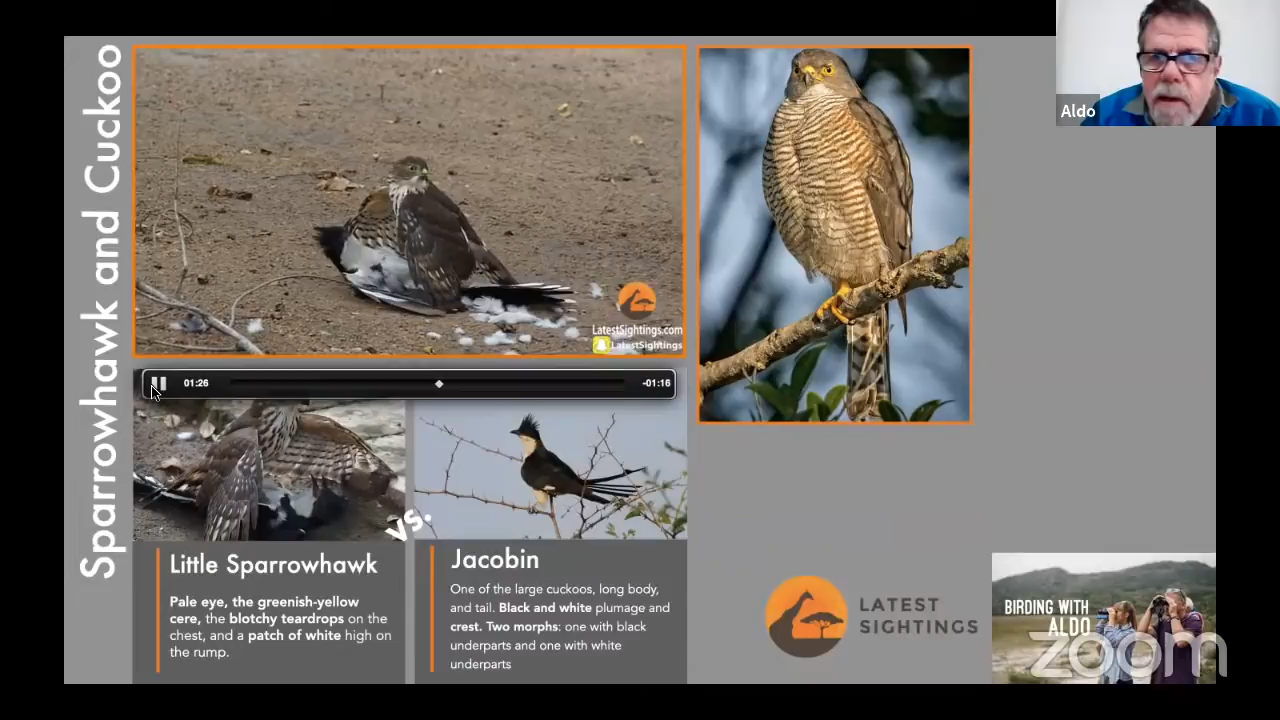 Sparrowhawk and Cuckoo
Aldo
LatestSightings.com
LatestSightings
01:26
-01:16
vs.
Little Sparrowhawk
Pale eye, the greenish-yellow
cere, the blotchy teardrops on the
chest, and a patch of white high on
the rump.
Jacobin
One of the large cuckoos, long body,
and tail. Black and white plumage and
crest. Two morphs: one with black
underparts and one with white
underparts
LATEST
SIGHTINGS
BIRDING WITH
ALDO
zoom